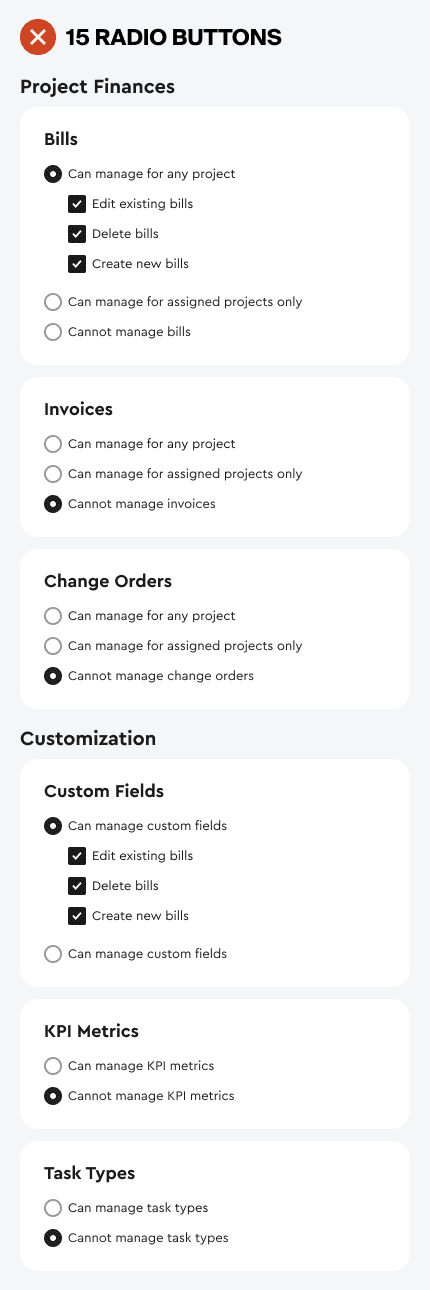 15 RADIO BUTTONS
Project Finances
Bills
Can manage for any project
Edit existing bills
Delete bills
Create new bills
Can manage for assigned projects only
Cannot manage bills
Invoices
Can manage for any project
Can manage for assigned projects only
Cannot manage invoices
Change Orders
Can manage for any project
Can manage for assigned projects only
Cannot manage change orders
Customization
Custom Fields
Can manage custom fields
Edit existing bills
Delete bills
Create new bills
Can manage custom fields
KPI Metrics
Can manage KPI metrics
Cannot manage KPI metrics
Task Types
Can manage task types
Cannot manage task types